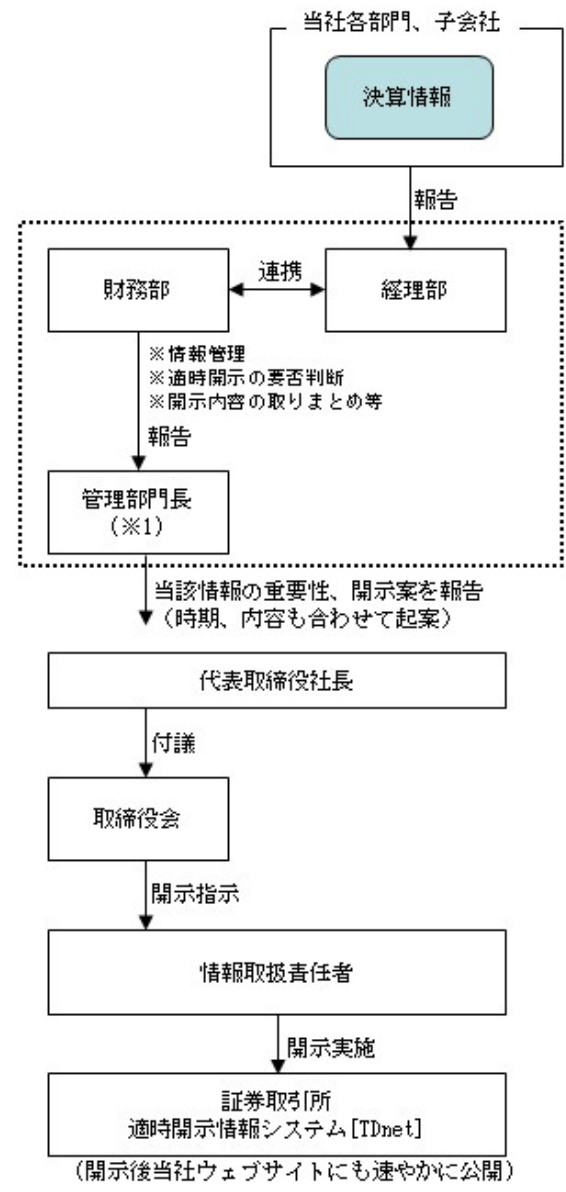 当社各部門、子会社
決算情報
報告
財務部
連携
経理部
※情報管理
※適時開示の要否判断
※開示内容の取りまとめ等
報告
管理部門長
(※1)
当該情報の重要性、開示案を報告
(時期、内容も合わせて起案)
代表取締役社長
付議
取締役会
開示指示
情報取扱責任者
開示実施
証券取引所
適時開示情報システム[TDnet]
(開示後当社ウェブサイトにも速やかに公開)